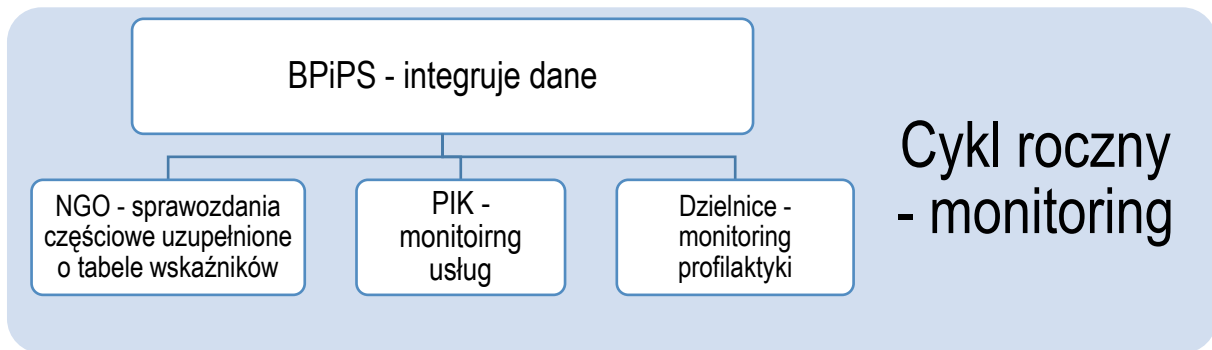 BPiPS - integruje dane
NGO - sprawozdania
częściowe uzupełnione
o tabele wskaźników
PIK -
monitoirng
usług
Dzielnice -
monitoring
profilaktyki
Cykl roczny
- monitoring